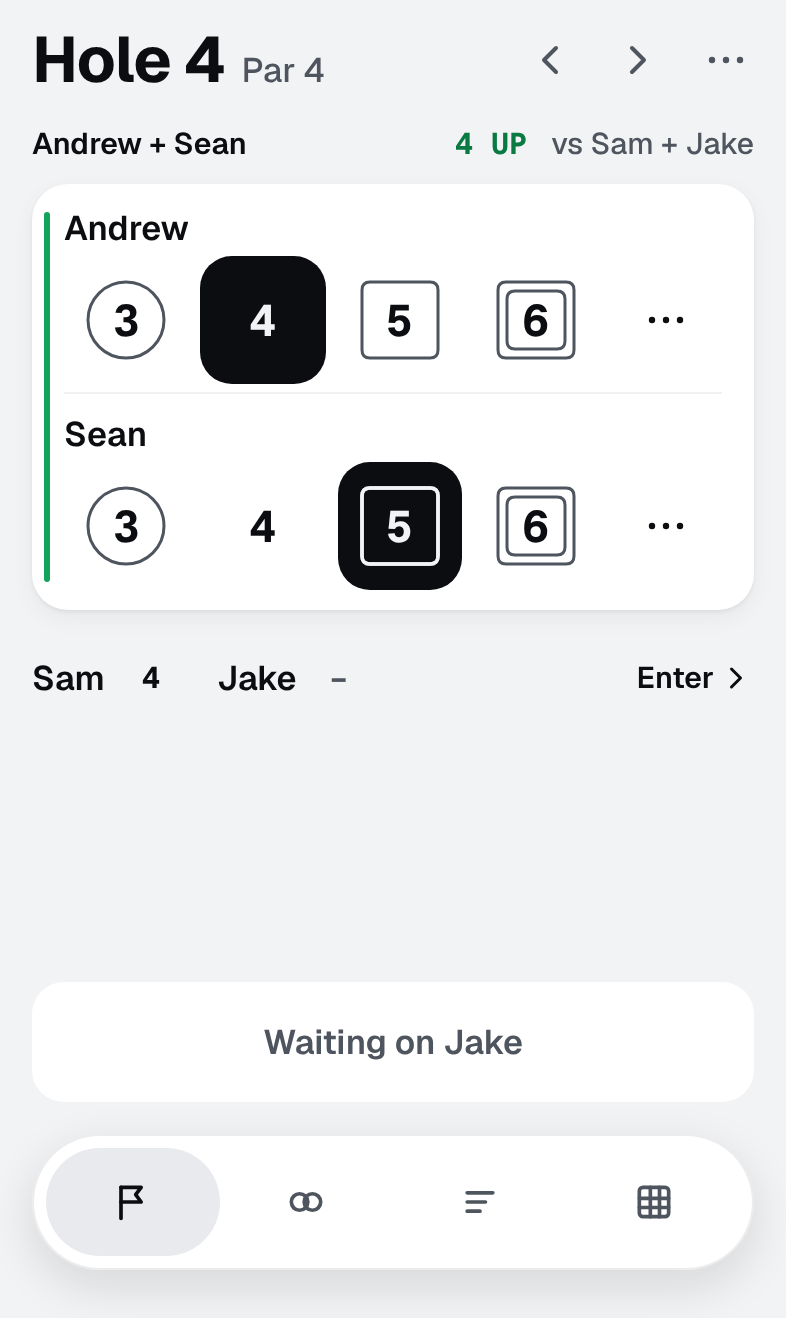 Hole 4 Par 4
Andrew + Sean 4 UP vs Sam + Jake
Andrew
3 4 5 6 ...
Sean
3 4 5 6 ...
Sam 4 Jake – Enter
Waiting on Jake